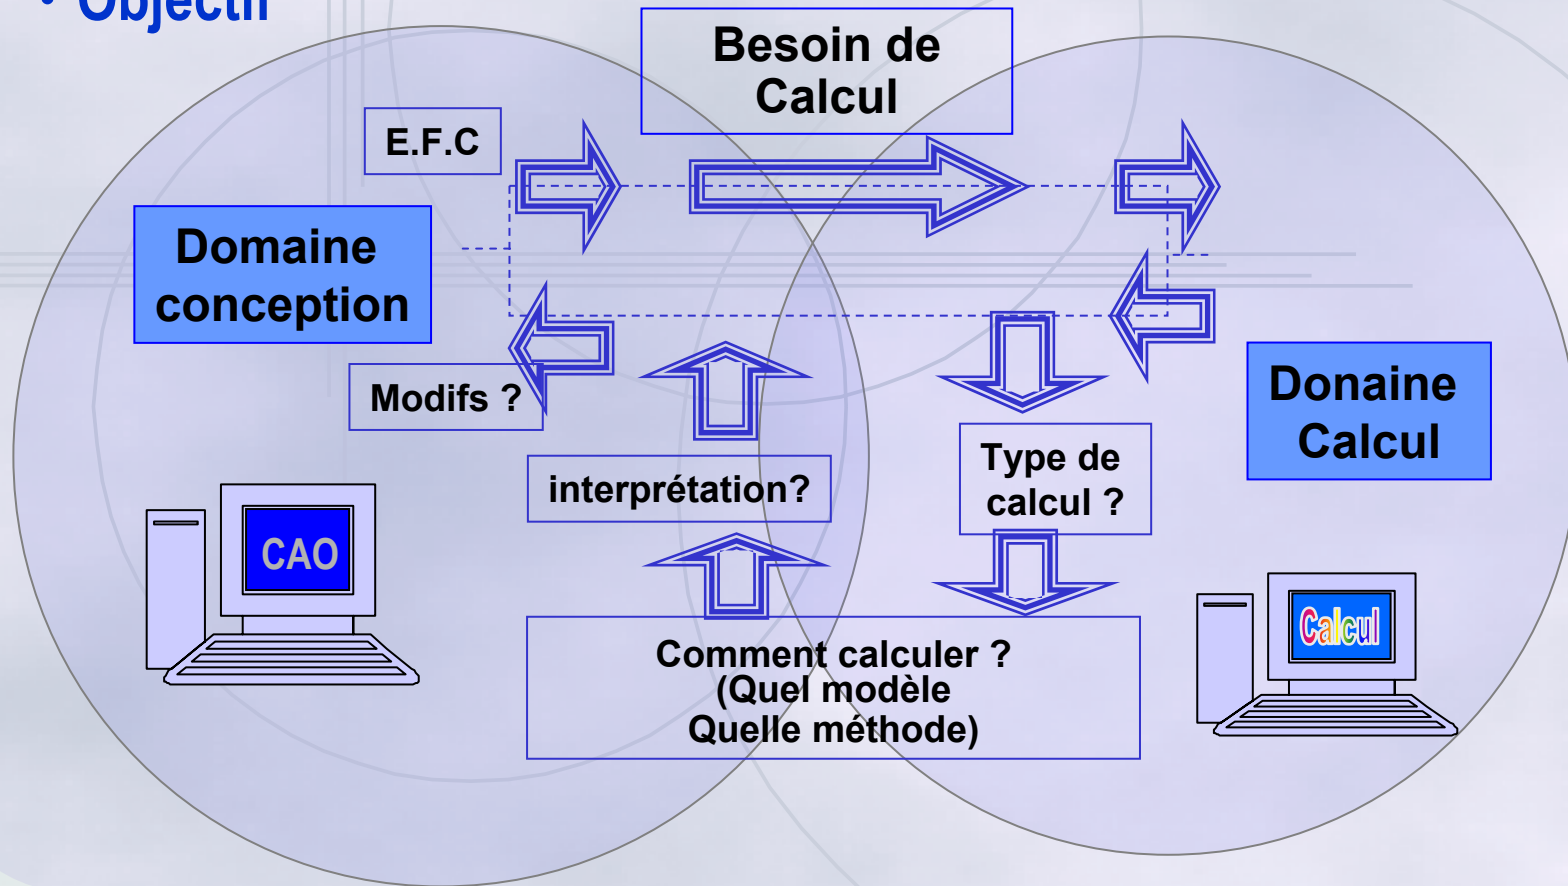 • Objectif
Besoin de
Calcul
E.F.C
Domaine
conception
Modifs ?
interprétation?
Type de
calcul ?
Donaine
Calcul
CAO
Calcul
Comment calculer ?
(Quel modèle
Quelle méthode)